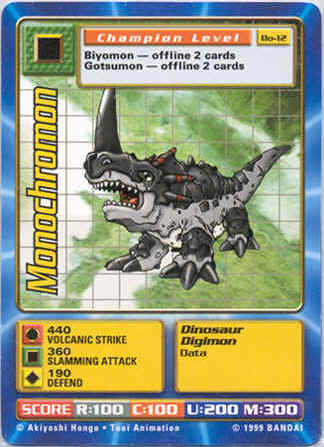 Champion Level
Do-12
Biyomon — offline 2 cards
Gotsumon — offline 2 cards
Monochromon
440
VOLCANIC STRIKE
360
SLAMMING ATTACK
190
DEFEND
Dinosaur
Digimon
Data
SCORE R:100 C:100 U:200 M:300
© Akiyoshi Hongo • Toei Animation © 1999 BANDAI